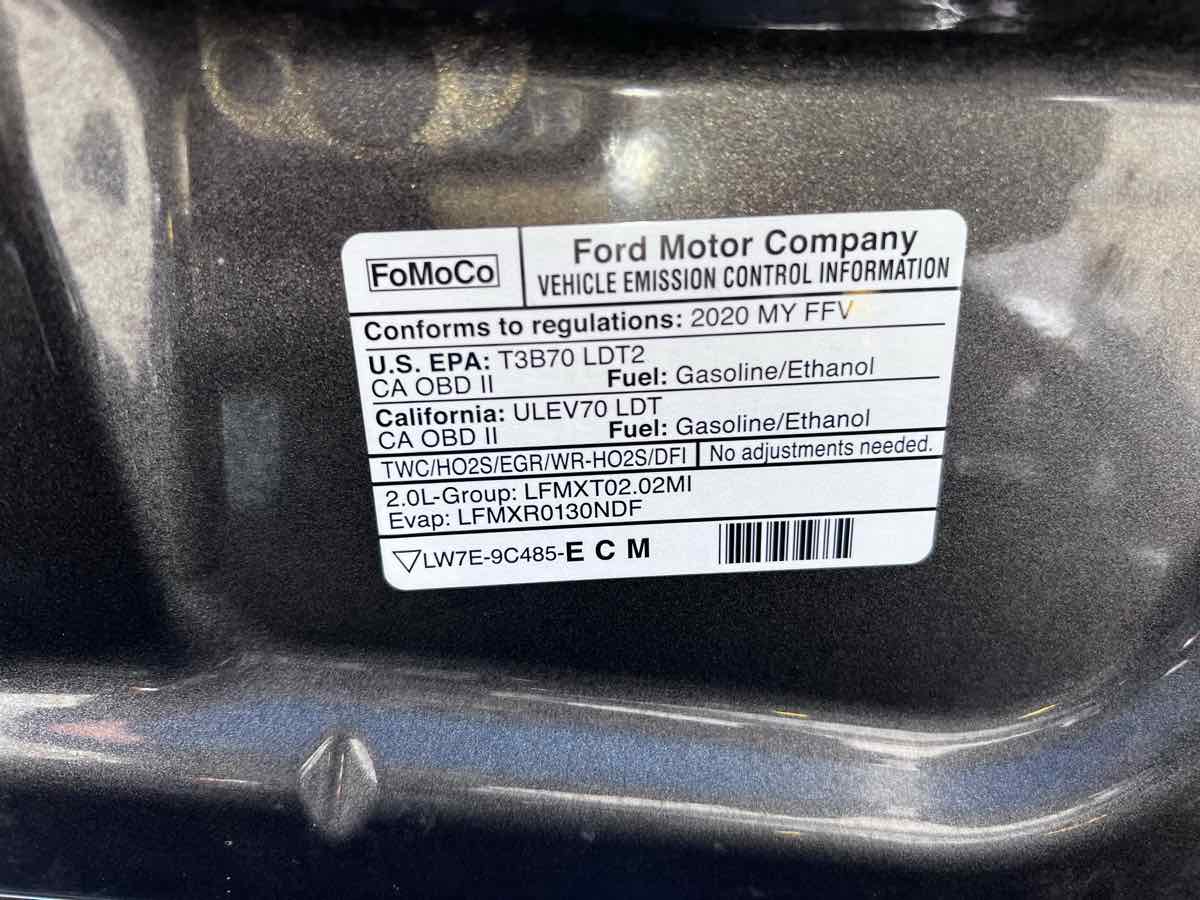 FoMoCo
Ford Motor Company
VEHICLE EMISSION CONTROL INFORMATION
Conforms to regulations: 2020 MY FFV
U.S. EPA: T3B70 LDT2
CA OBD II Fuel: Gasoline/Ethanol
California: ULEV70 LDT
CA OBD II Fuel: Gasoline/Ethanol
TWC/HO2S/EGR/WR-HO2S/DFI No adjustments needed.
2.0L-Group: LFMXT02.02MI
Evap: LFMXR0130NDF
LW7E-9C485-E C M